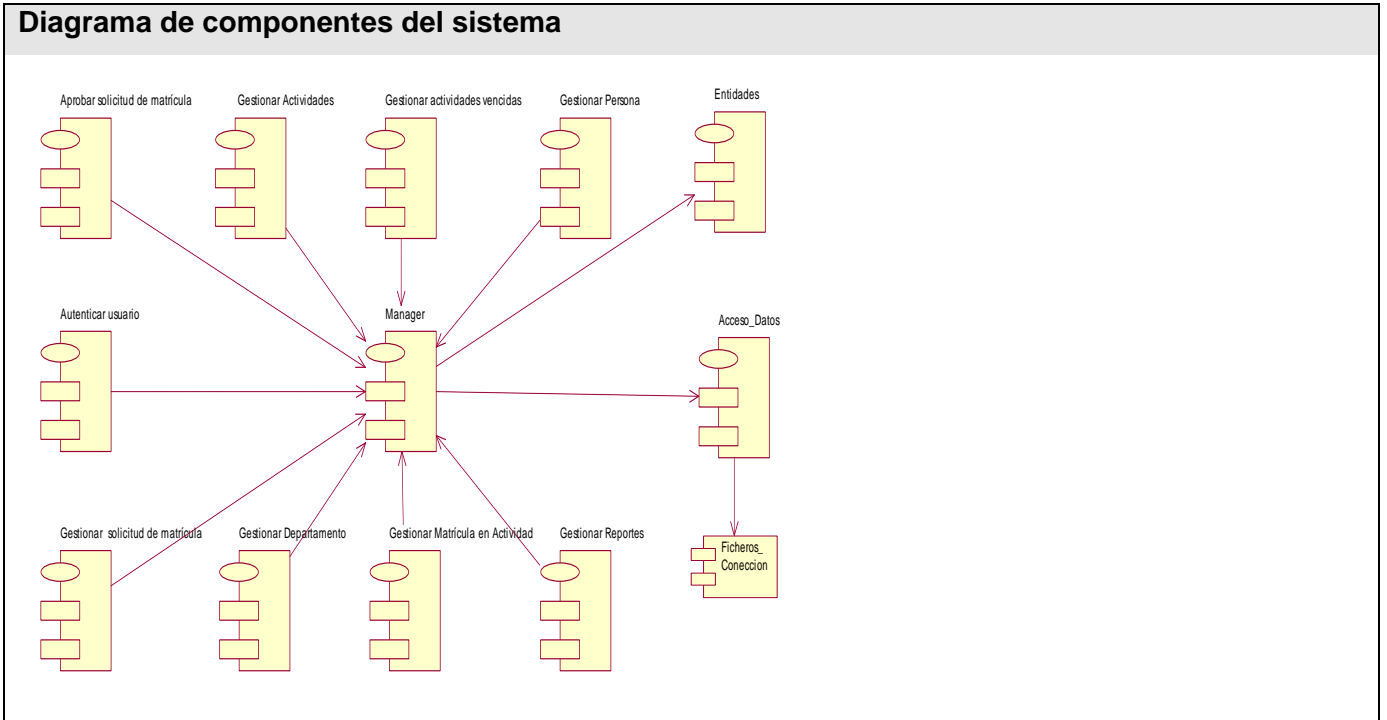 Diagrama de componentes del sistema
Aprobar solicitud de matrícula
Gestionar Actividades
Gestionar actividades vencidas
Gestionar Persona
Entidades
Autenticar usuario
Manager
Acceso_Datos
Gestionar solicitud de matrícula
Gestionar Departamento
Gestionar Matrícula en Actividad
Gestionar Reportes
Ficheros_
Coneccion